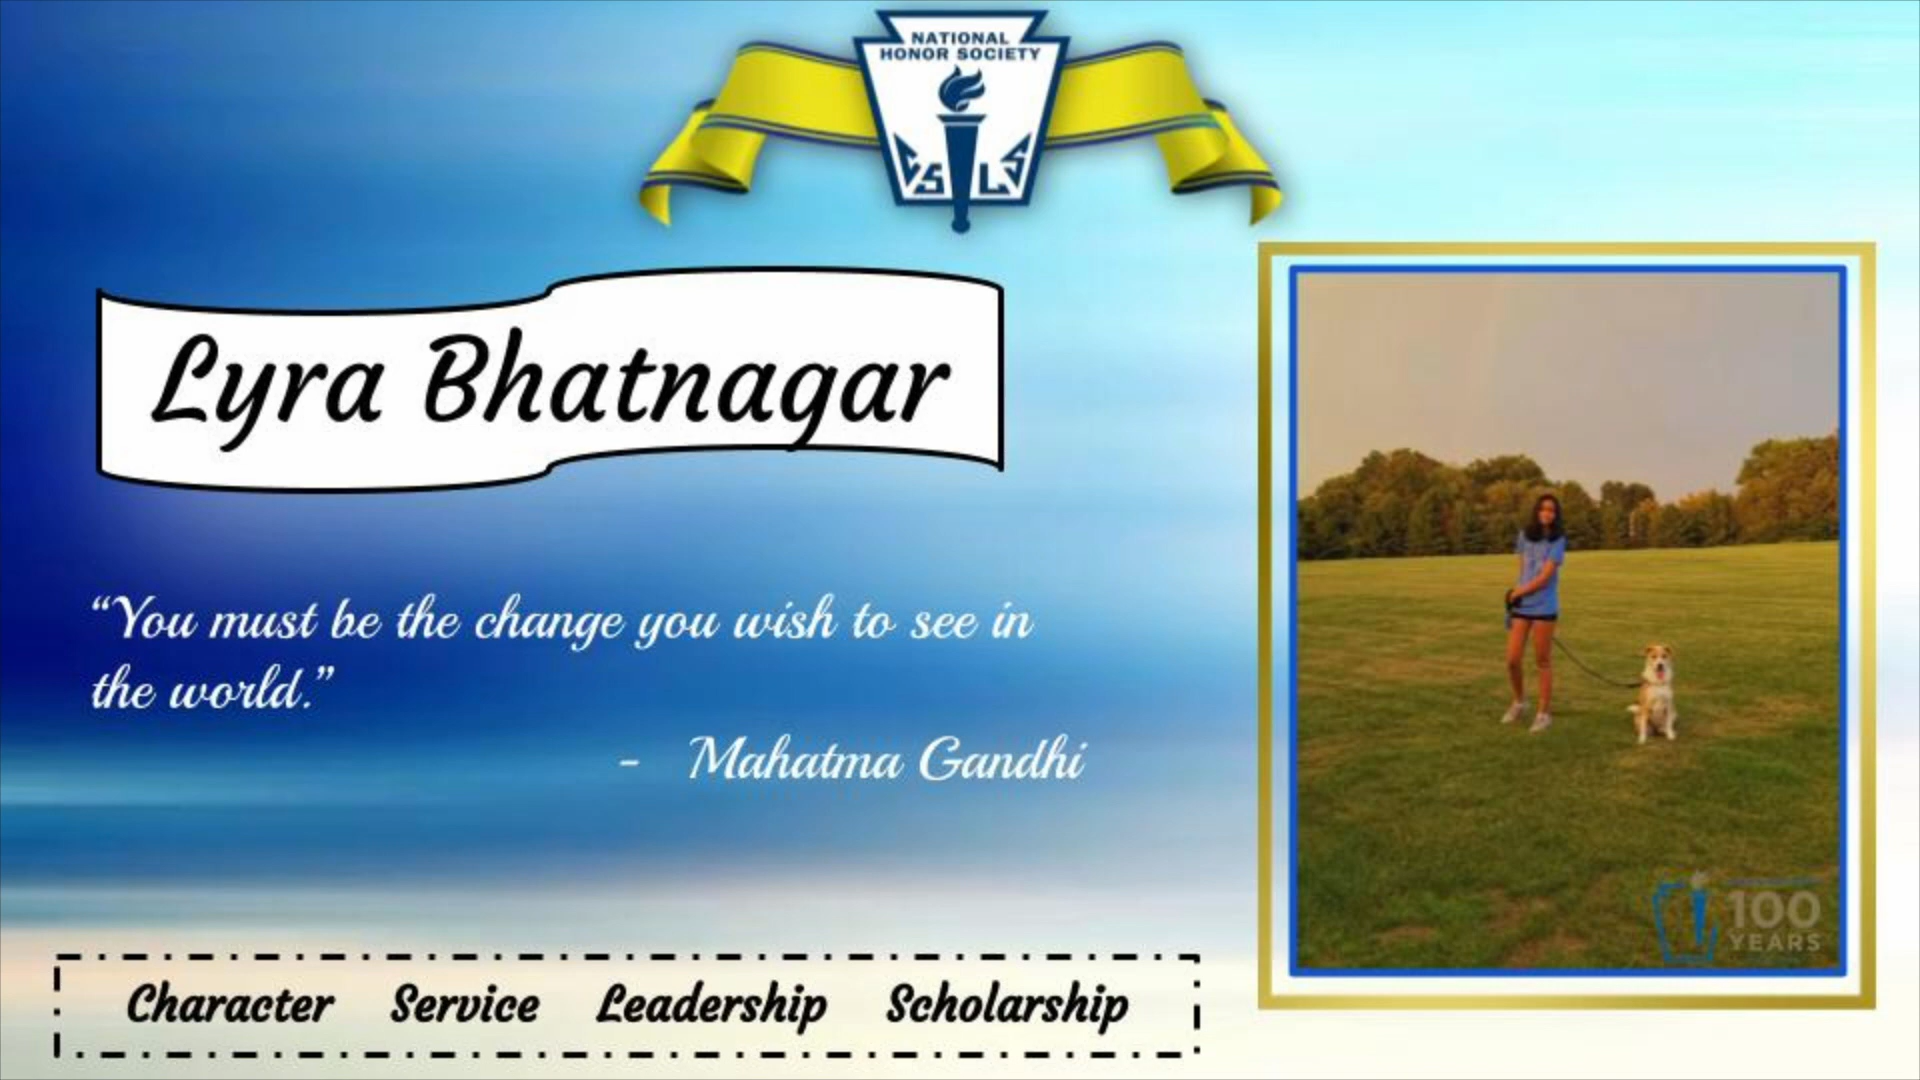 NATIONAL
HONOR SOCIETY
C S L S
Lyra Bhatnagar
“You must be the change you wish to see in
the world.”
- Mahatma Gandhi
100
YEARS
Character Service Leadership Scholarship